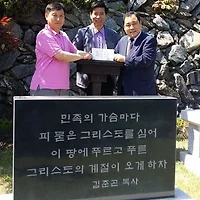 민족의 가슴마다
피 묻은 그리스도를 심어
이 땅에 푸르고 푸른
그리스도의 계절이 오게 하자
김준곤 목사